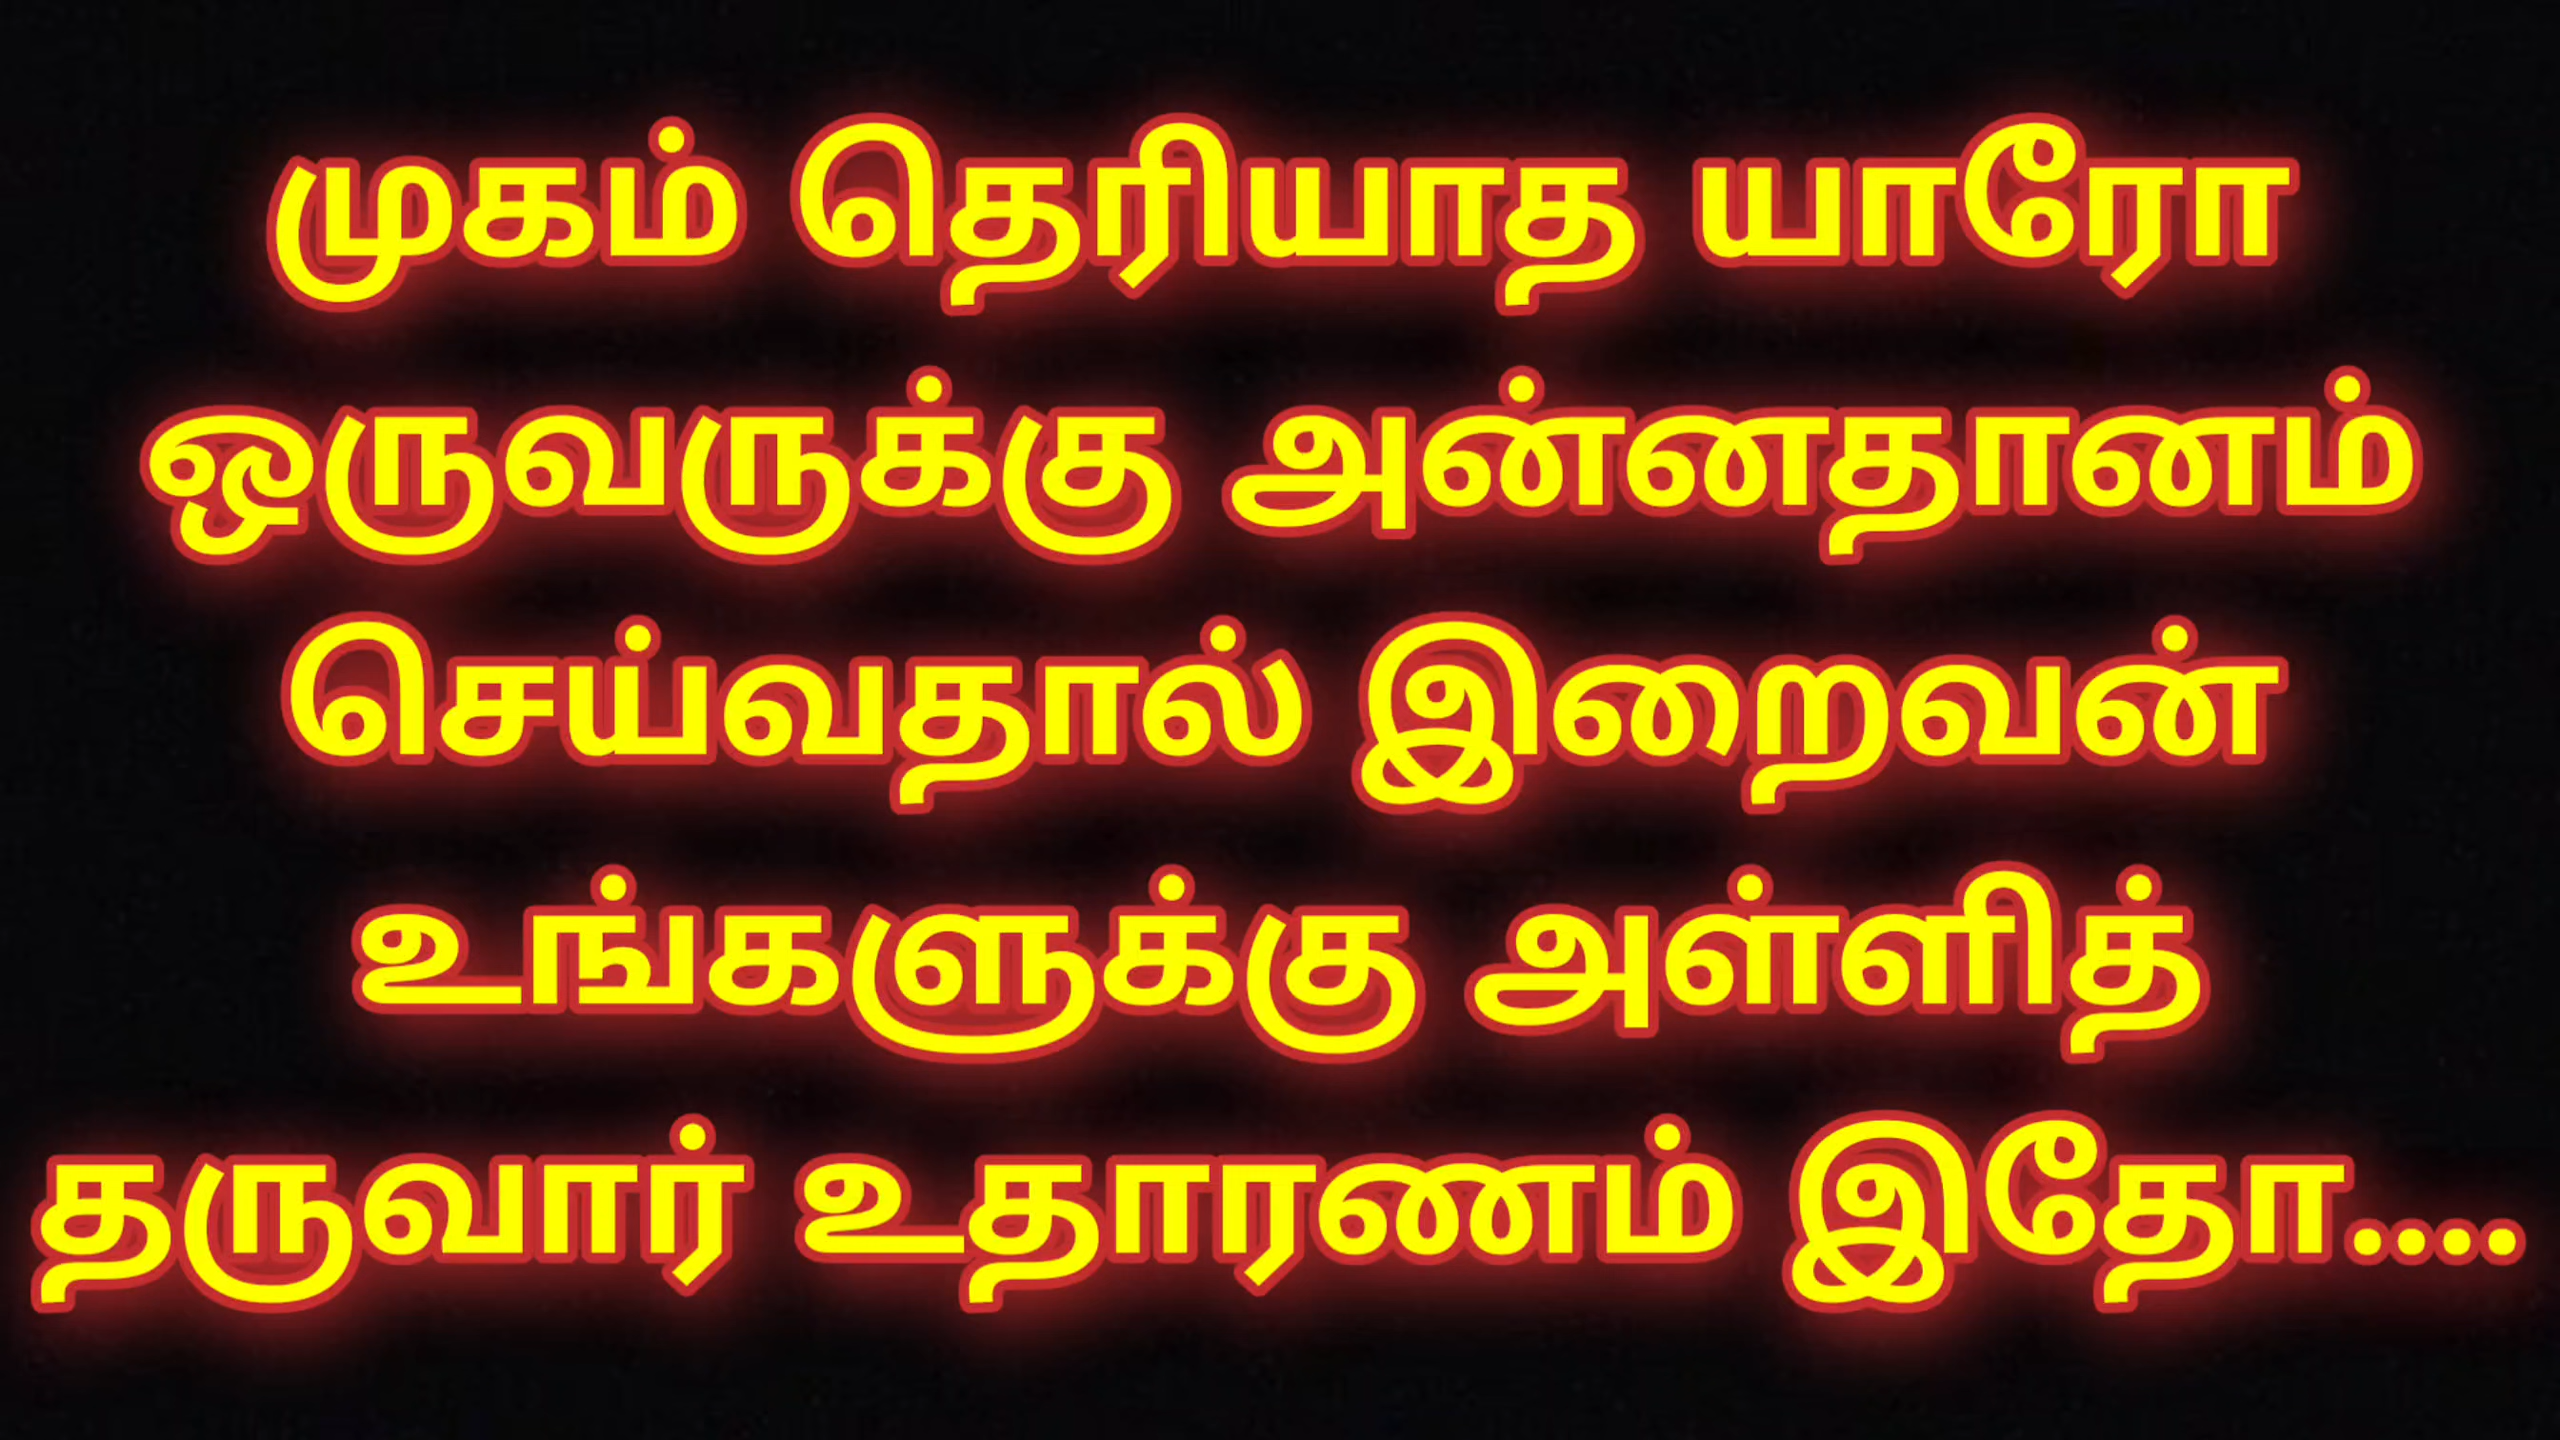 முகம் தெரியாத யாரோ
ஒருவருக்கு அன்னதானம்
செய்வதால் இறைவன்
உங்களுக்கு அள்ளித்
தருவார் உதாரணம் இதோ....